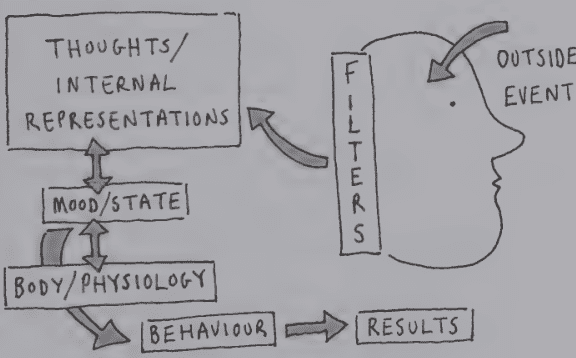 OUTSIDE
EVENT
FILTERS
THOUGHTS/
INTERNAL
REPRESENTATIONS
MOOD/STATE
BODY/PHYSIOLOGY
BEHAVIOUR
RESULTS